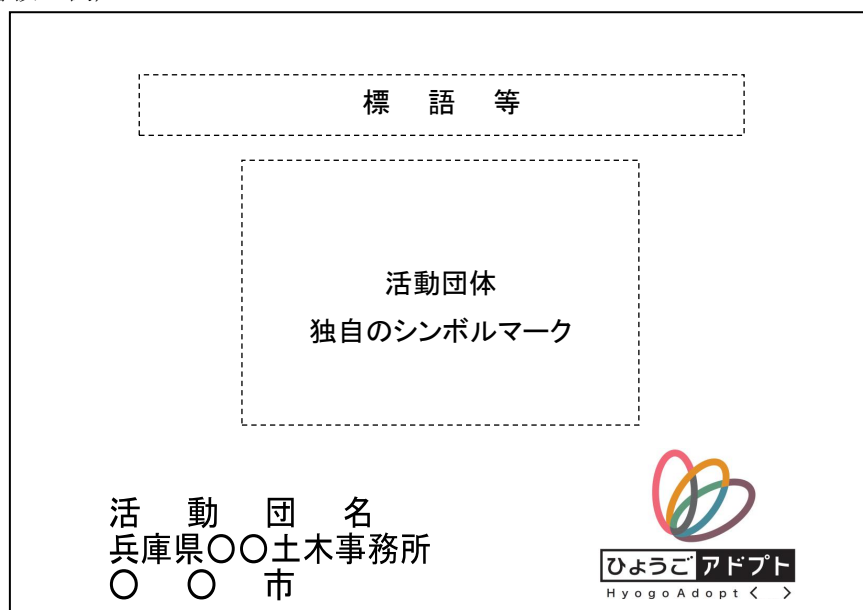 標　語　等
活動団体
独自のシンボルマーク
活　動　団　名
兵庫県〇〇土木事務所
〇　〇　市
ひょうごアドプト
Hyogo Adopt < >